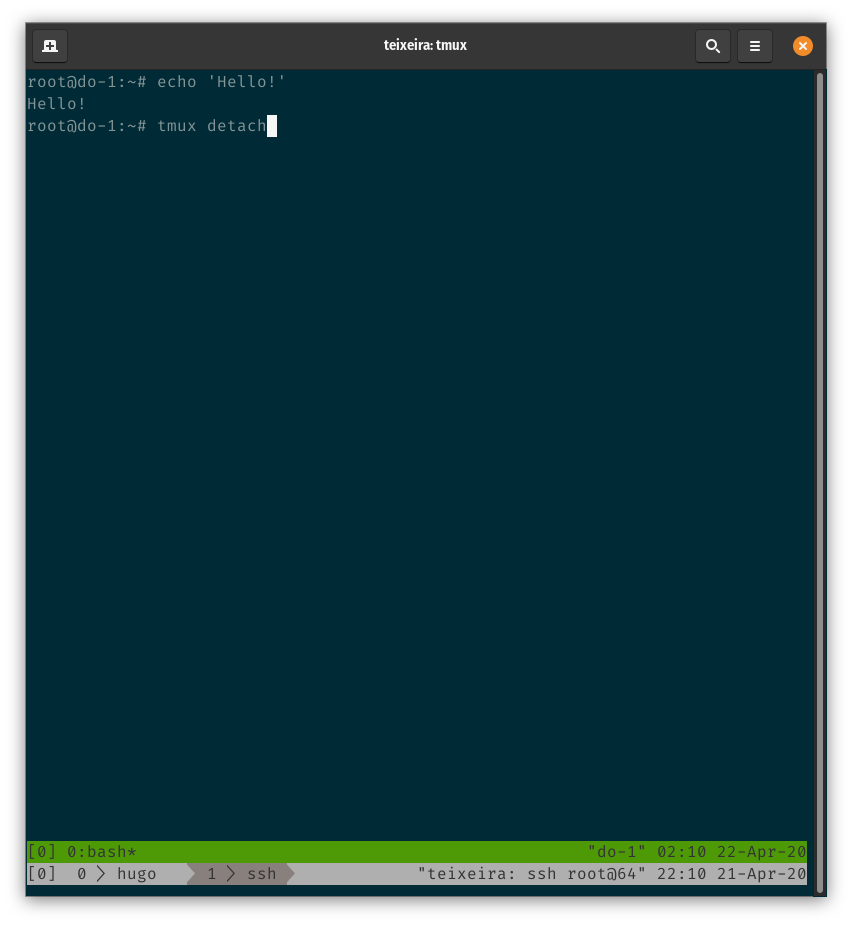 teixeira: tmux
root@do-1:~# echo 'Hello!'
Hello!
root@do-1:~# tmux detach
[0] 0:bash* "do-1" 02:10 22-Apr-20
[0] 0 > hugo 1 > ssh "teixeira: ssh root@64" 22:10 21-Apr-20